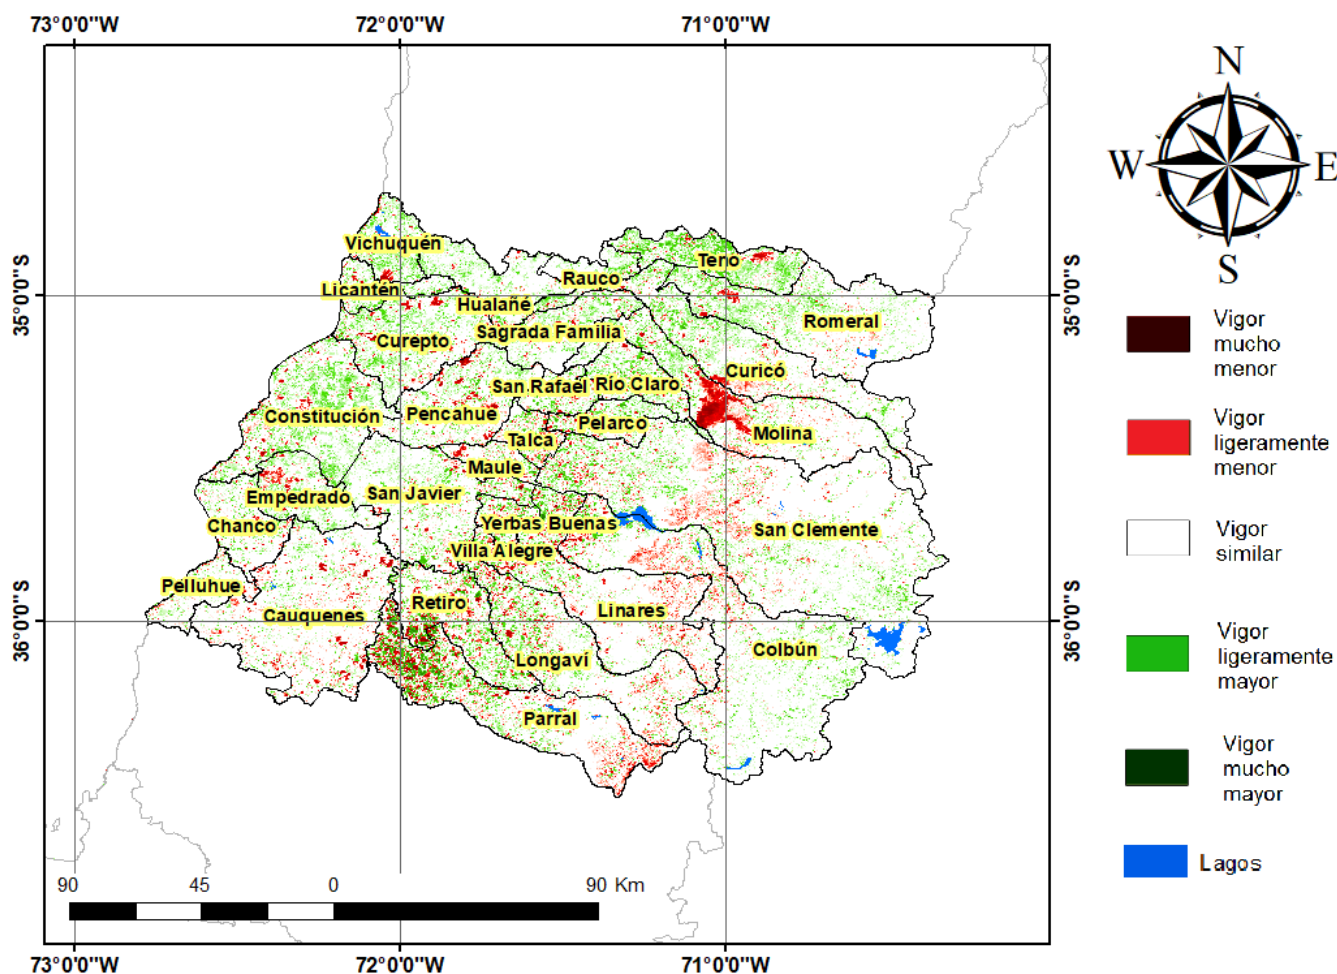 73°0'0"W 72°0'0"W 71°0'0"W
N
W E
S
35°0'0"S
35°0'0"S
36°0'0"S
36°0'0"S
Vichuquén
Teno
Rauco
Licantén
Hualañé
Romeral
Sagrada Familia
Curepto
Curicó
San Rafael
Río Claro
Constitución
Pencahue
Pelarco
Molina
Talca
Maule
Empedrado
San Javier
Chanco
Yerbas Buenas
San Clemente
Villa Alegre
Pelluhue
Retiro
Cauquenes
Linares
Colbún
Longaví
Parral
Vigor
mucho
menor
Vigor
ligeramente
menor
Vigor
similar
Vigor
ligeramente
mayor
Vigor
mucho
mayor
Lagos
90 45 0 90 Km
73°0'0"W 72°0'0"W 71°0'0"W